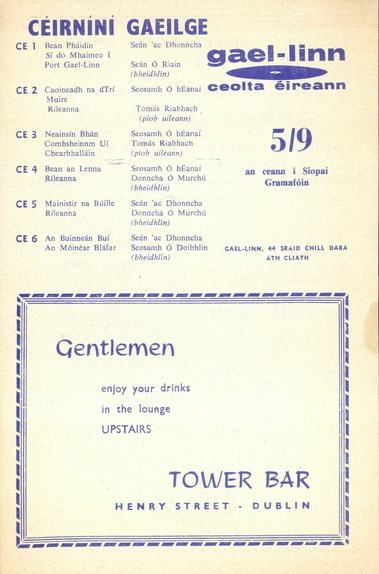 CÉIRNÍNÍ GAEILGE
CE 1 Bean Pháidín Seán 'ac Dhonncha
Sí do Mhaimeo Í
Port Gael-Linn Seán Ó Riain
(bheidhlín)
CE 2 Caoineadh na dTrí Seosamh Ó hÉanaí
Muire
Ríleanna Tomás Riabhach
(píob uileann)
CE 3 Neainsín Bhán Seosamh Ó hÉanaí
Comhsheinnm Uí Tomás Riabhach
Chearbhalláin (píob uileann)
CE 4 Bean an Lenna Seosamh Ó hÉanaí
Ríleanna Donncha Ó Murchú
(bheidhlín)
CE 5 Mainistir na Búille Seán 'ac Dhonncha
Ríleanna Donncha Ó Murchú
(bheidhlín)
CE 6 An Buinneán Buí Seán 'ac Dhonncha
An Móinéar Bláfar Seosamh Ó Doibhlin
(bheidhlín)
gael-linn
ceolta éireann
5/9
an ceann i Siopaí
Gramafóin
GAEL-LINN, 44 SRAID CHILL DARA
ATH CLIATH
Gentlemen
enjoy your drinks
in the lounge
UPSTAIRS
TOWER BAR
HENRY STREET - DUBLIN